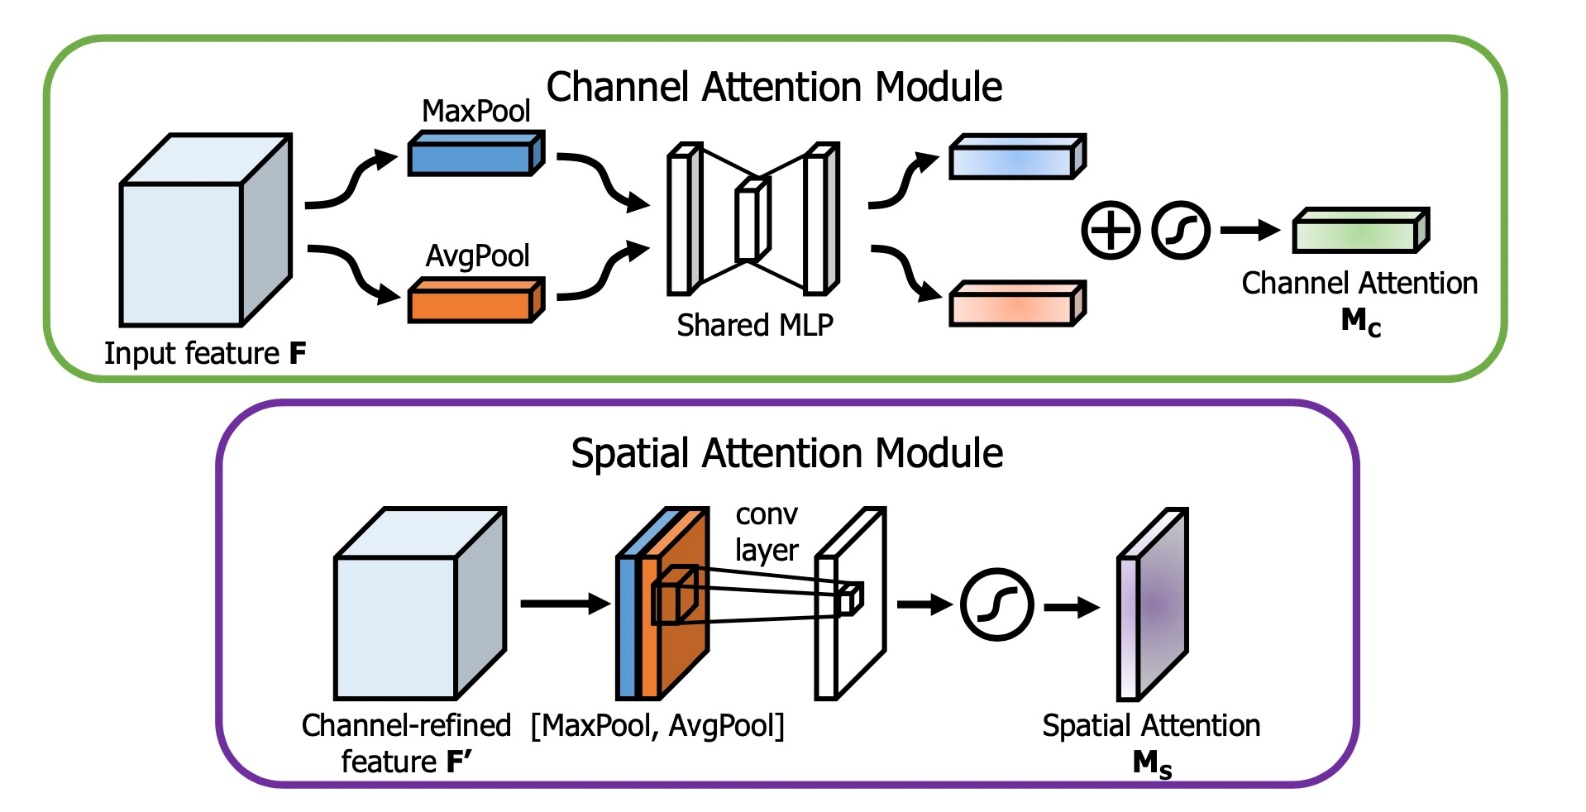 Channel Attention Module
MaxPool
AvgPool
Shared MLP
Input feature F
Channel Attention
Mc
Spatial Attention Module
conv
layer
Channel-refined
feature F’
[MaxPool, AvgPool]
Spatial Attention
Ms